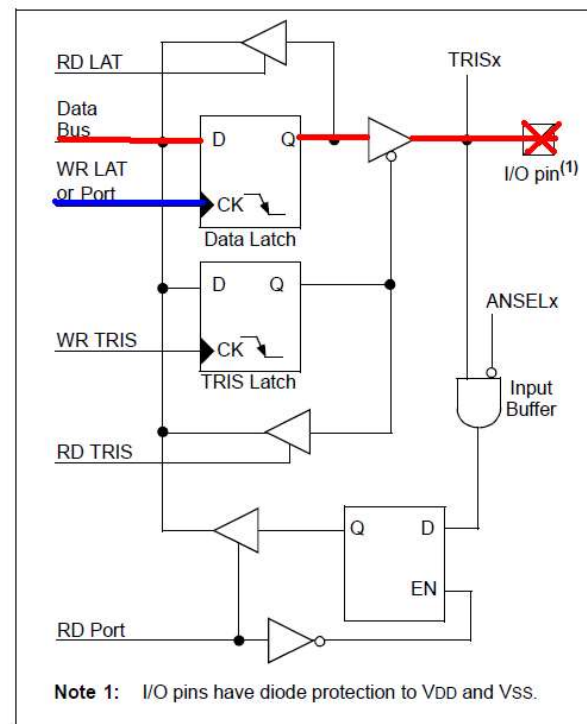 RD LAT
TRISx
Data
Bus
D
Q
I/O pin(1)
WR LAT
or Port
CK
Data Latch
D
Q
ANSELx
WR TRIS
CK
TRIS Latch
Input
Buffer
RD TRIS
Q
D
EN
RD Port
Note 1: I/O pins have diode protection to VDD and VSS.